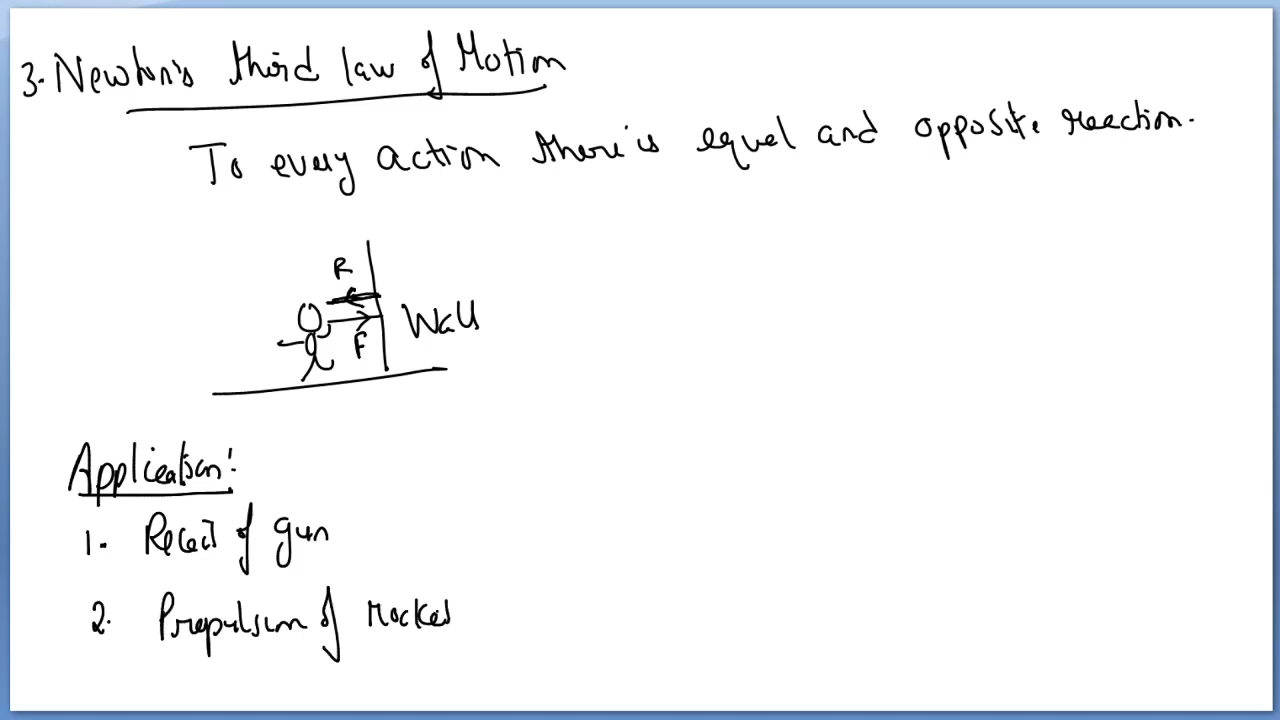 3. Newton's third law of Motion
To every action there is equal and opposite reaction.
R
F
Wall
Application:
1. Recoil of gun
2. Propulsion of rocket